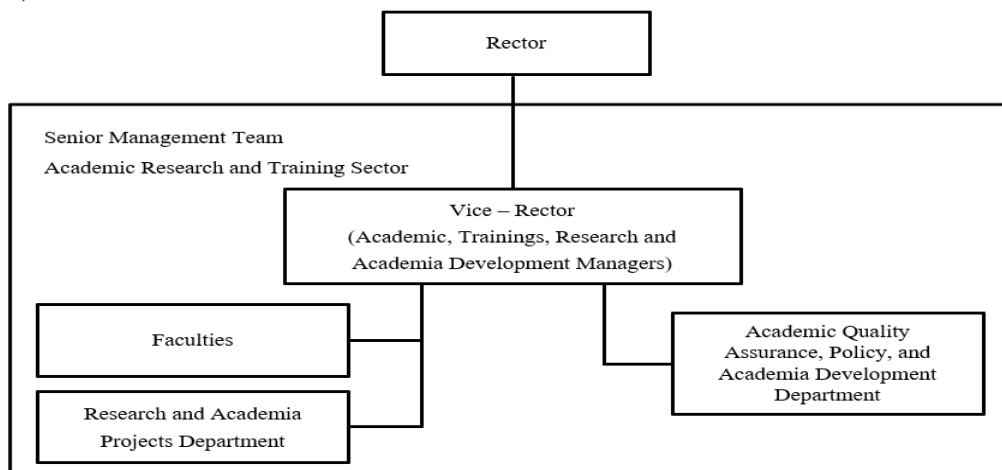 Rector
Senior Management Team
Academic Research and Training Sector
Vice – Rector
(Academic, Trainings, Research and
Academia Development Managers)
Faculties
Research and Academia
Projects Department
Academic Quality
Assurance, Policy, and
Academia Development
Department